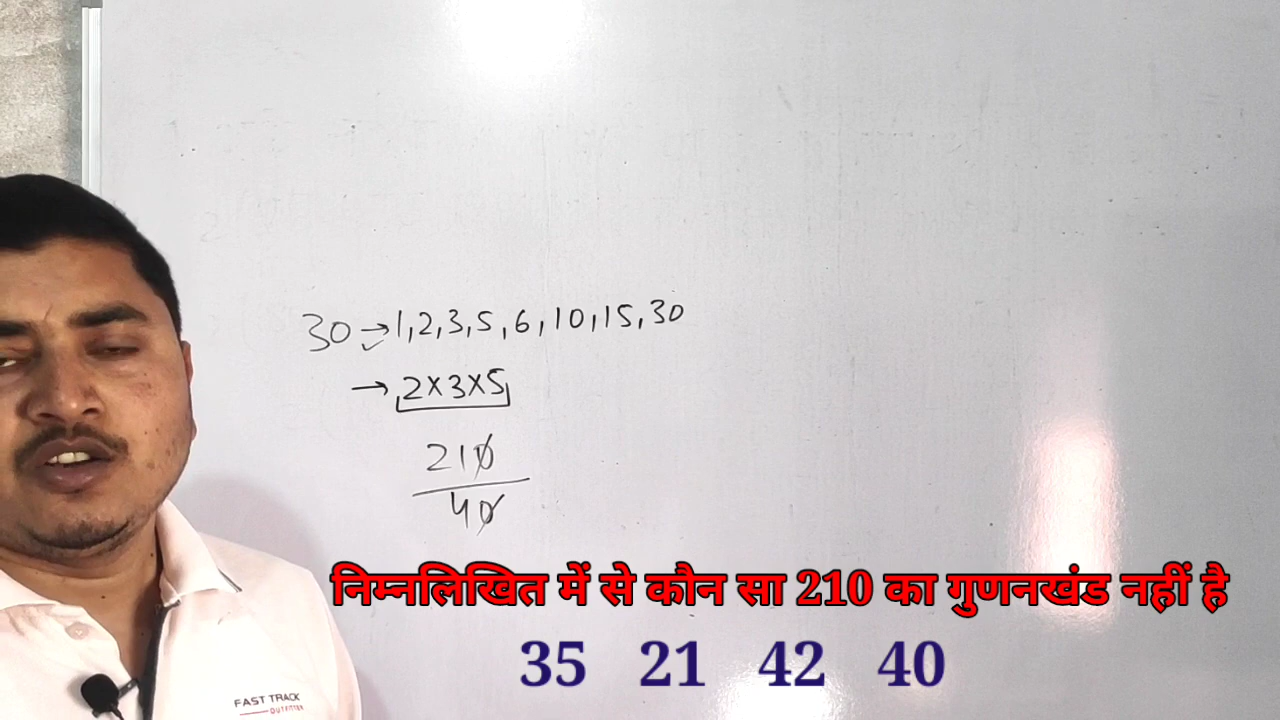 30 → 1,2,3,5,6,10,15,30
→ 2×3×5
210
40
निम्नलिखित में से कौन सा 210 का गुणनखंड नहीं है
35 21 42 40
FAST TRACK
OUTFITTER